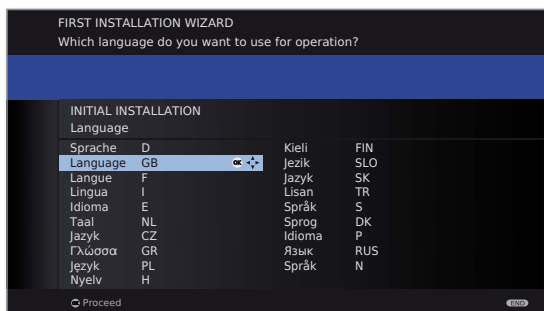 FIRST INSTALLATION WIZARD
Which language do you want to use for operation?
INITIAL INSTALLATION
Language
Sprache D
Language GB OK
Langue F
Lingua I
Idioma E
Taal NL
Jazyk CZ
Γλώσσα GR
Język PL
Nyelv H
Kieli FIN
Jezik SLO
Jazyk SK
Lisan TR
Språk S
Sprog DK
Idioma P
Язык RUS
Språk N
OK Proceed
END